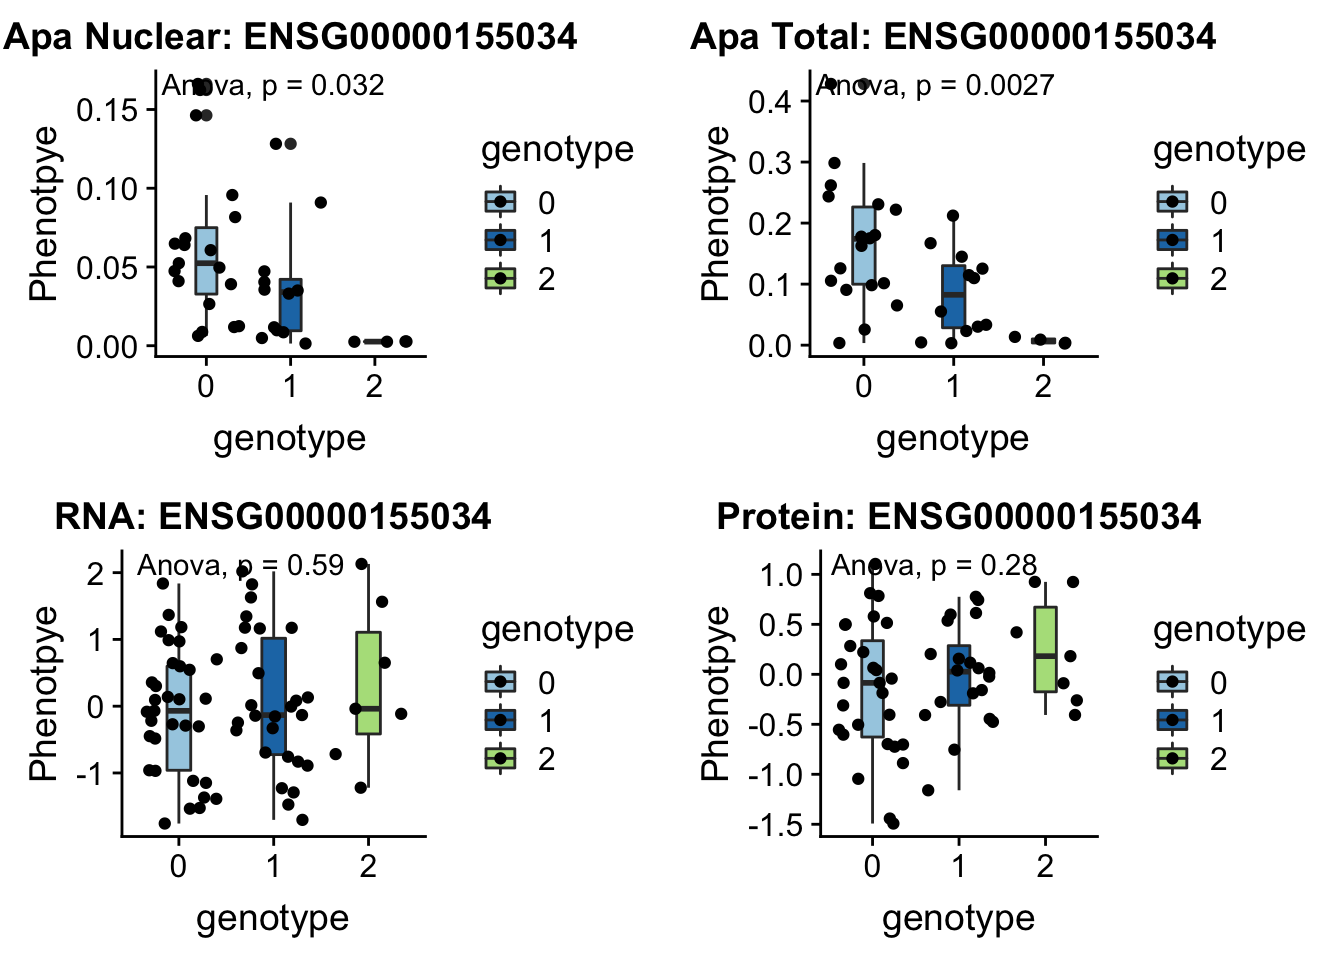 Apa Nuclear: ENSG00000155034
Anova, p = 0.032
Phenotpye
0.15
0.10
0.05
0.00
0 1 2
genotype
genotype
0
1
2
Apa Total: ENSG00000155034
Anova, p = 0.0027
Phenotpye
0.4
0.3
0.2
0.1
0.0
0 1 2
genotype
genotype
0
1
2
RNA: ENSG00000155034
Anova, p = 0.59
Phenotpye
2
1
0
-1
0 1 2
genotype
genotype
0
1
2
Protein: ENSG00000155034
Anova, p = 0.28
Phenotpye
1.0
0.5
0.0
-0.5
-1.0
-1.5
0 1 2
genotype
genotype
0
1
2